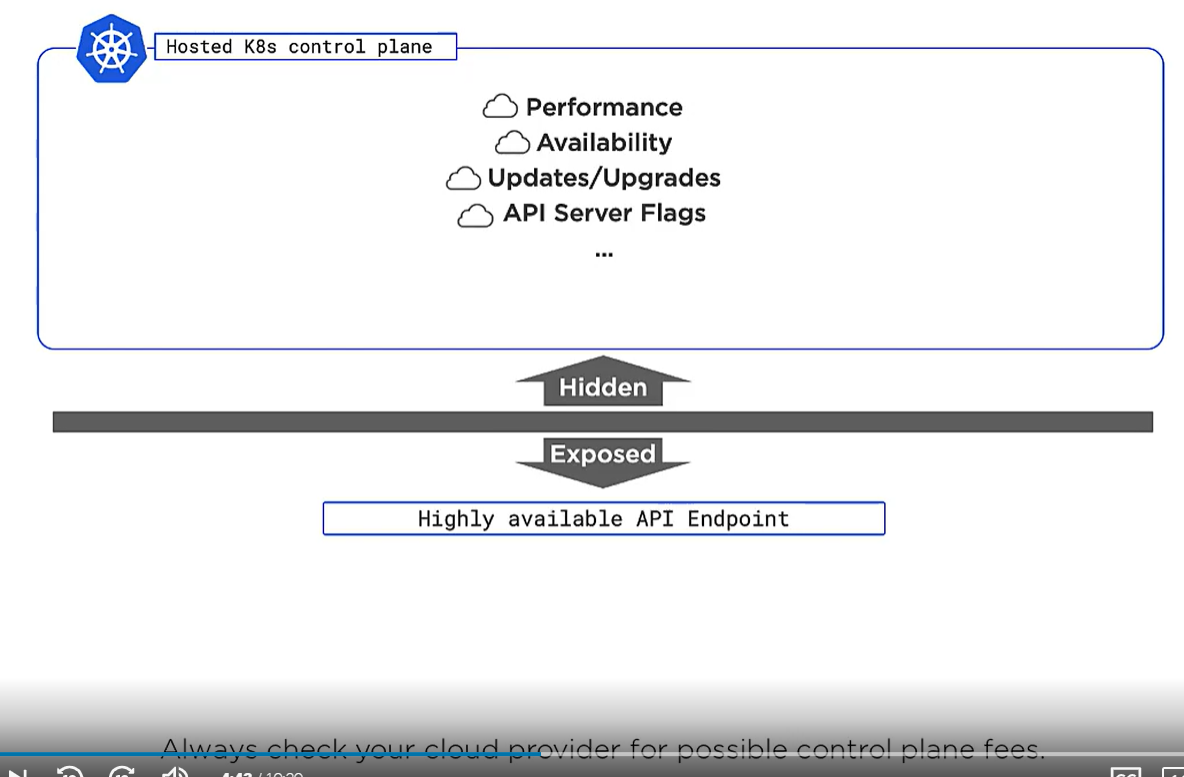 Hosted K8s control plane
Performance
Availability
Updates/Upgrades
API Server Flags
...
Hidden
Exposed
Highly available API Endpoint
Always check your cloud provider for possible control plane fees.